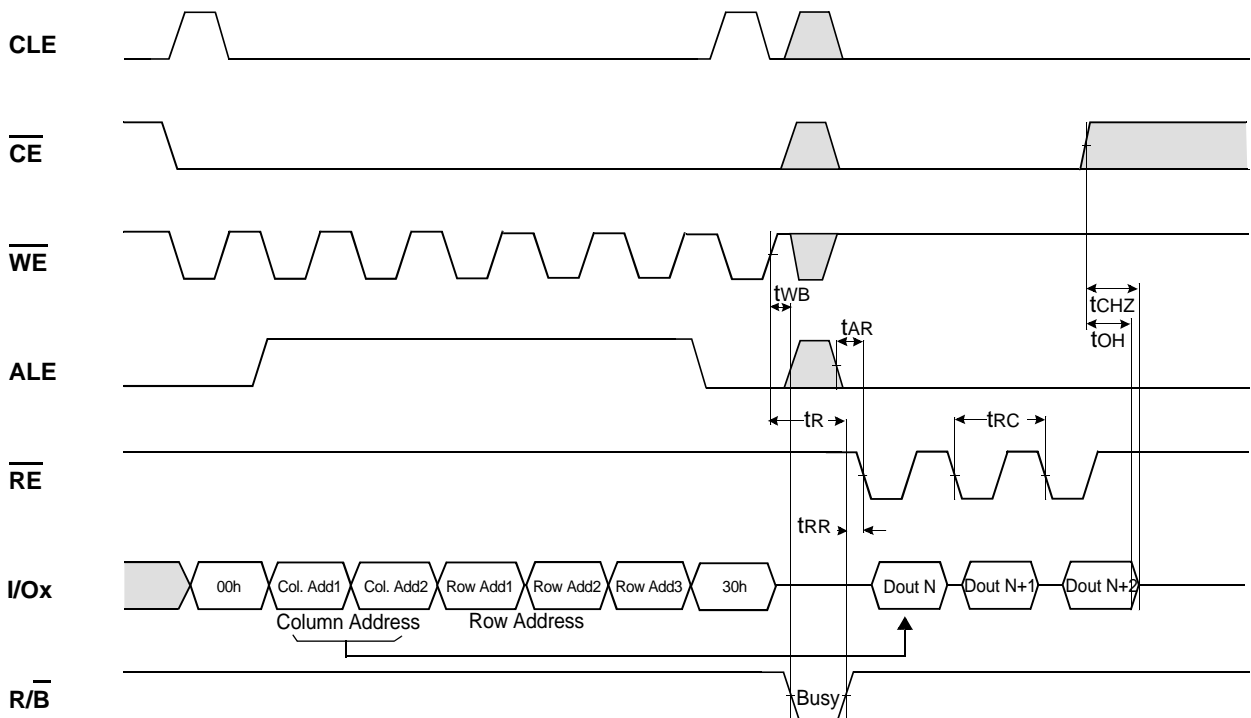 CLE
CE
WE
tWB
tCHZ
tAR
tOH
ALE
tR
tRC
RE
tRR
I/Ox
00h
Col. Add1
Col. Add2
Row Add1
Row Add2
Row Add3
30h
Dout N
Dout N+1
Dout N+2
Column Address
Row Address
R/B
Busy